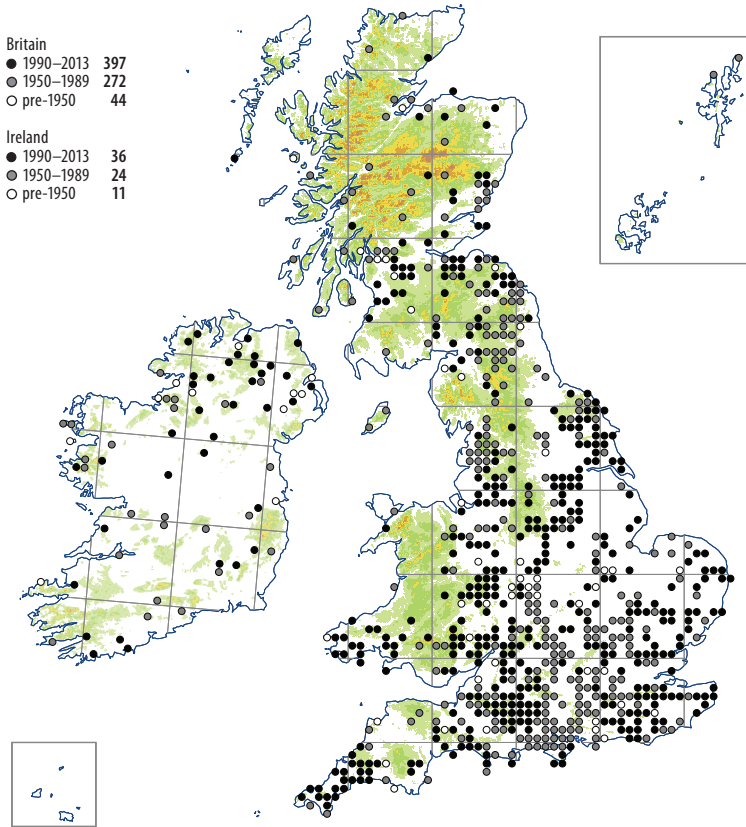 Britain
● 1990–2013 397
● 1950–1989 272
○ pre-1950 44
Ireland
● 1990–2013 36
● 1950–1989 24
○ pre-1950 11